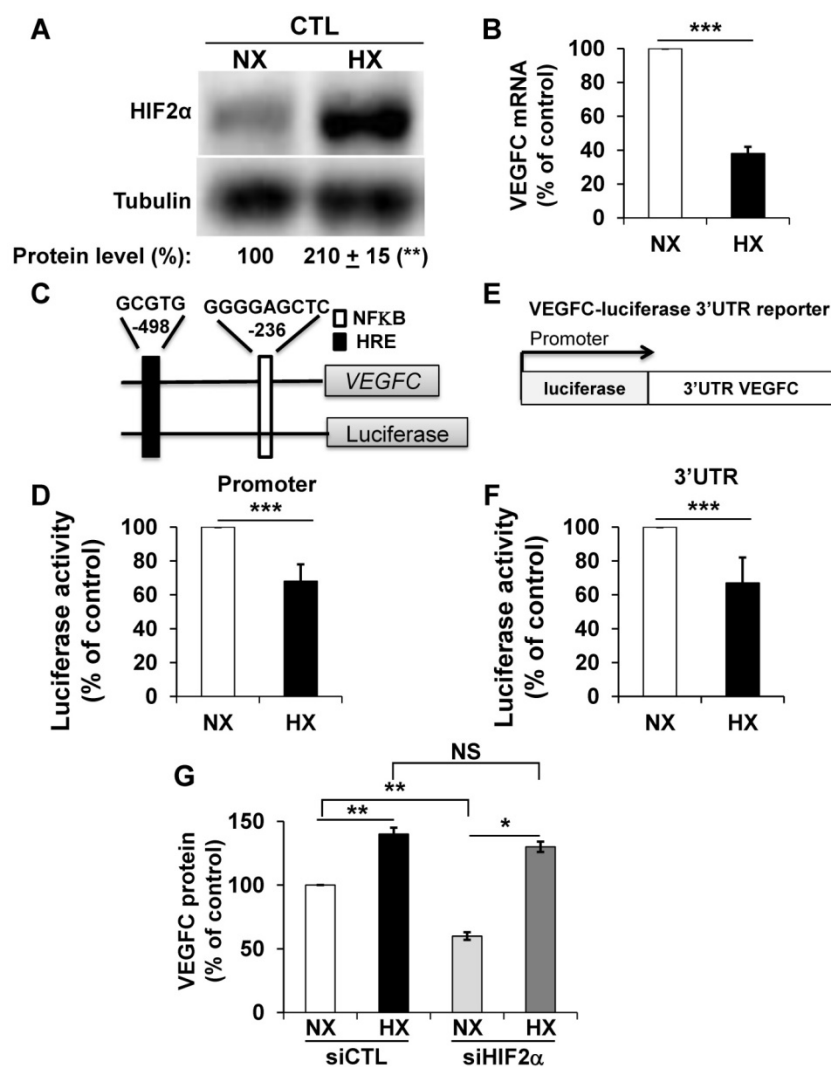 A
CTL
NX HX
HIF2α
Tubulin
Protein level (%): 100 210 ± 15 (**)
B
***
VEGFC mRNA
(% of control)
100
80
60
40
20
0
NX HX
C
GCGTG GGGGAGCTC
-498 -236
NFKB
HRE
VEGFC
Luciferase
E
VEGFC-luciferase 3'UTR reporter
Promoter
luciferase 3'UTR VEGFC
D
Promoter
***
Luciferase activity
(% of control)
100
80
60
40
20
0
NX HX
F
3'UTR
***
Luciferase activity
(% of control)
100
80
60
40
20
0
NX HX
G
NS
**
** *
VEGFC protein
(% of control)
150
100
50
0
NX HX NX HX
siCTL siHIF2α